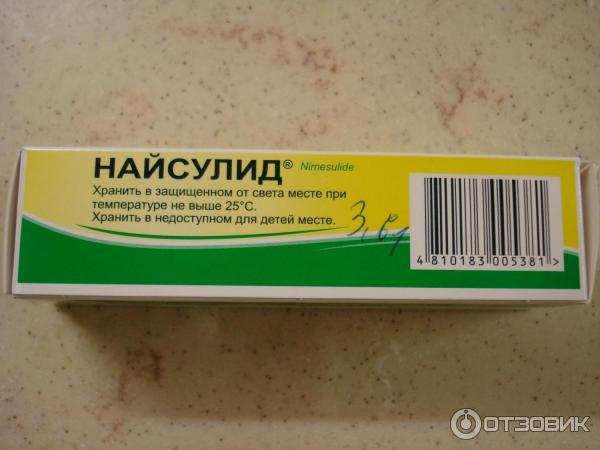 НАЙСУЛИД® Nimesulide
Хранить в защищенном от света месте при
температуре не выше 25°С.
Хранить в недоступном для детей месте.
4 810183 005381 >
ОТЗОВИК